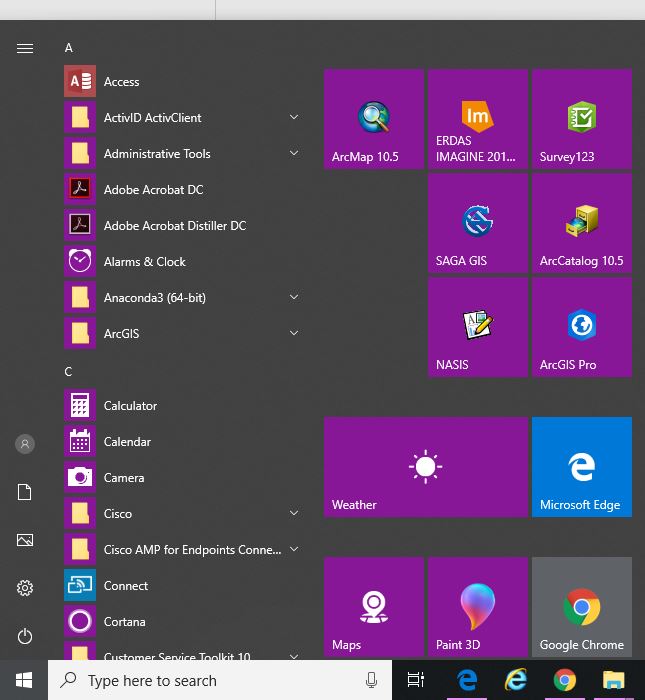 A
Access
ActivID ActivClient
Administrative Tools
Adobe Acrobat DC
Adobe Acrobat Distiller DC
Alarms & Clock
Anaconda3 (64-bit)
ArcGIS
C
Calculator
Calendar
Camera
Cisco
Cisco AMP for Endpoints Conne...
Connect
Cortana
Customer Service Toolkit 10
ArcMap 10.5
Im
ERDAS
IMAGINE 201...
Survey123
SAGA GIS
ArcCatalog 10.5
NASIS
ArcGIS Pro
Weather
Microsoft Edge
Maps
Paint 3D
Google Chrome
Type here to search